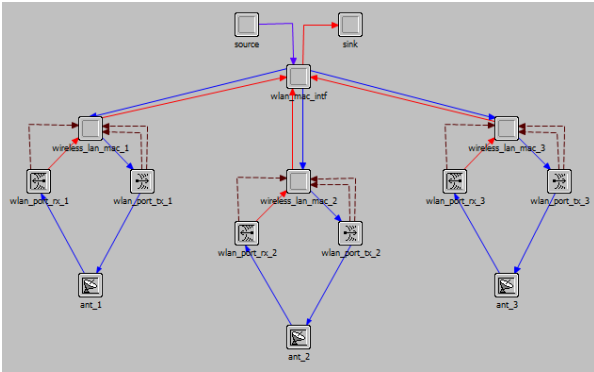 source
sink
wlan_mac_intf
wireless_lan_mac_1
wireless_lan_mac_3
wlan_port_rx_1
wlan_port_tx_1
wireless_lan_mac_2
wlan_port_rx_3
wlan_port_tx_3
wlan_port_rx_2
wlan_port_tx_2
ant_1
ant_3
ant_2